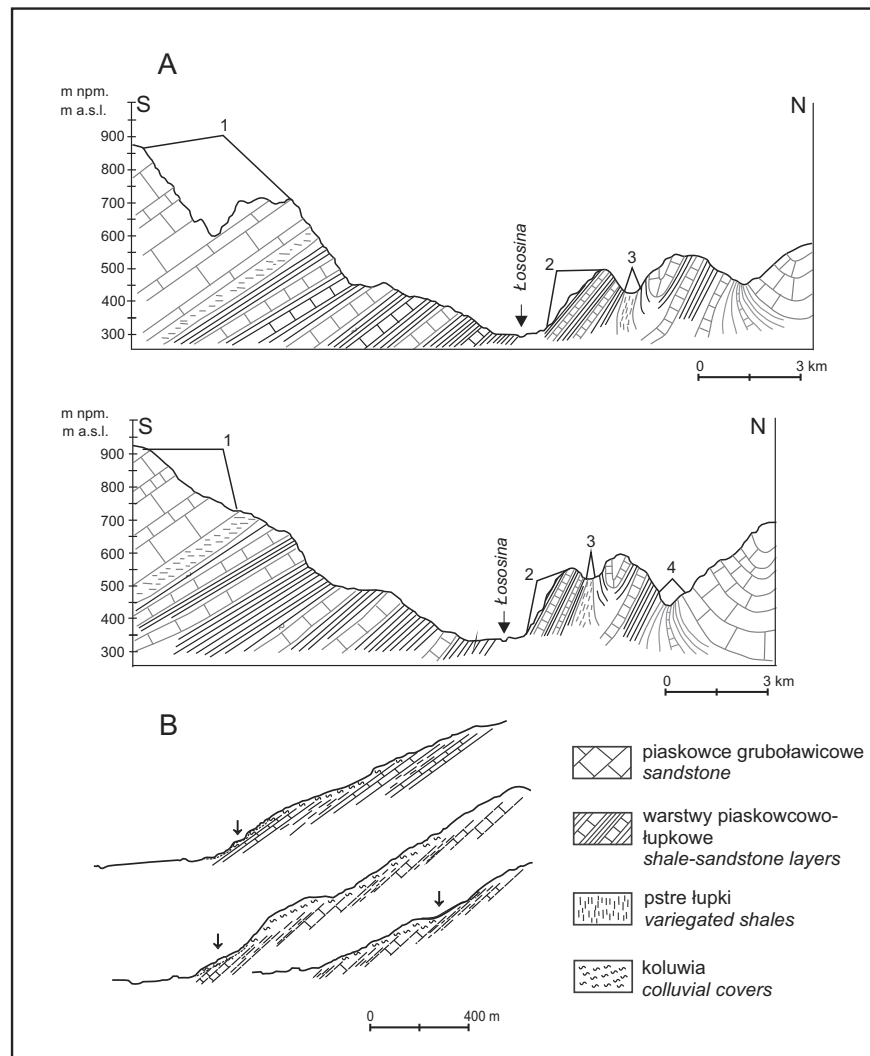 A
m npm.
m a.s.l.
S
N
1
900
800
700
600
500
400
300
Łososina
2
3
0 3 km
m npm.
m a.s.l.
S
N
1
900
800
700
600
500
400
300
Łososina
2
3
4
0 3 km
B
piaskowce gruboławicowe
sandstone
warstwy piaskowcowo-
łupkowe
shale-sandstone layers
pstre łupki
variegated shales
koluwia
colluvial covers
0 400 m